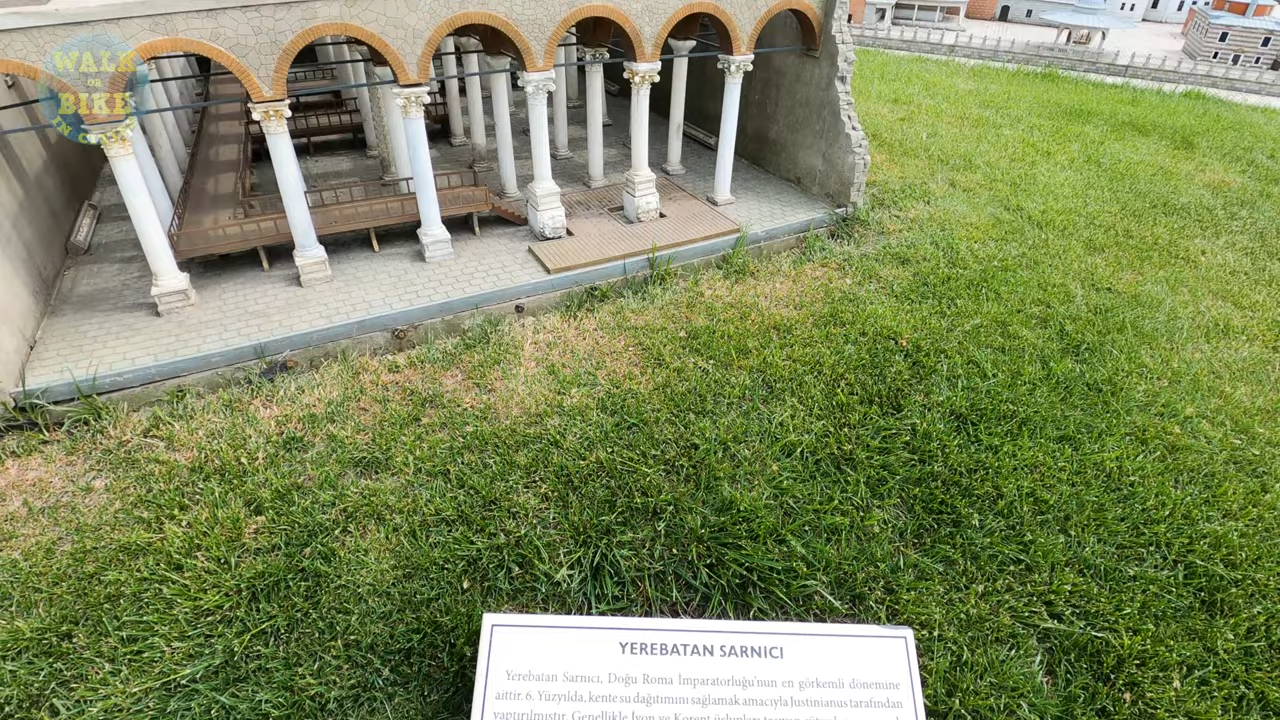 WALK
OR
BIKE
YEREBATAN SARNICI
Yerebatan Sarnıcı, Doğu Roma İmparatorluğu'nun en görkemli dönemine
aittir. 6. Yüzyılda, kente su dağıtımını sağlamak amacıyla Justinianus tarafından
yaptırılmıştır. Genellikle İyon ve Korent üslupları